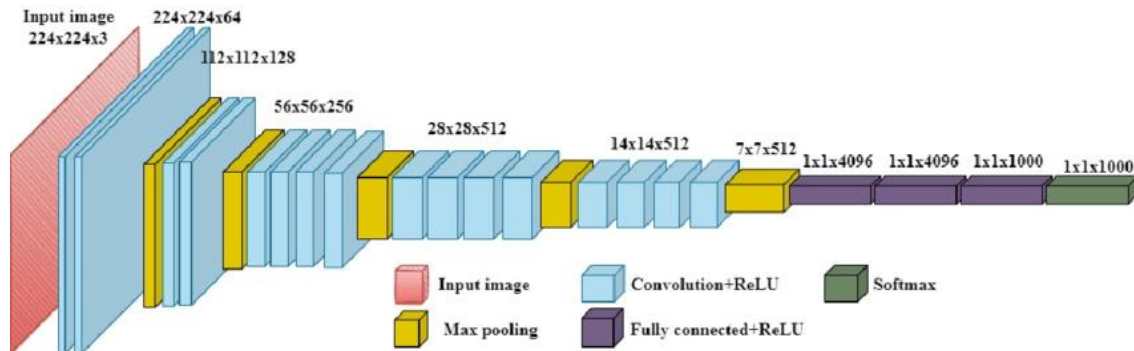 Input image
224x224x3
224x224x64
112x112x128
56x56x256
28x28x512
14x14x512
7x7x512
1x1x4096
1x1x4096
1x1x1000
1x1x1000
Input image
Convolution+ReLU
Softmax
Max pooling
Fully connected+ReLU